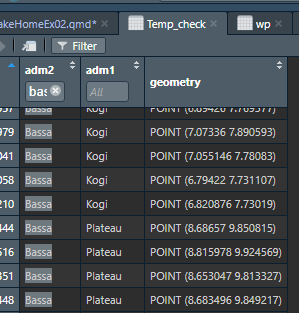 akeHomeEx02.qmd* Temp_check wp
Filter
adm2 adm1 geometry
bas All
Bassa Kogi POINT (6.89426 7.769377)
979 Bassa Kogi POINT (7.07336 7.890593)
041 Bassa Kogi POINT (7.055146 7.78083)
058 Bassa Kogi POINT (6.79422 7.731107)
210 Bassa Kogi POINT (6.820876 7.73019)
444 Bassa Plateau POINT (8.68657 9.850815)
516 Bassa Plateau POINT (8.815978 9.924569)
351 Bassa Plateau POINT (8.653047 9.813327)
448 Bassa Plateau POINT (8.683496 9.849217)